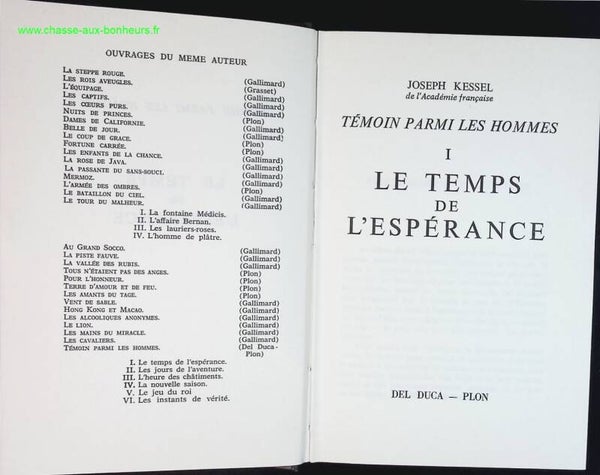 www.chasse-aux-bonheurs.fr
OUVRAGES DU MEME AUTEUR
LA STEPPE ROUGE. (Gallimard)
LES ROIS AVEUGLES. (Grasset)
L'ÉQUIPAGE. (Gallimard)
LES CAPTIFS. (Gallimard)
LES CŒURS PURS. (Gallimard)
NUITS DE PRINCES. (Plon)
DAMES DE CALIFORNIE. (Gallimard)
BELLE DE JOUR. (Gallimard)
LE COUP DE GRACE. (Plon)
FORTUNE CARRÉE. (Plon)
LES ENFANTS DE LA CHANCE. (Gallimard)
LA ROSE DE JAVA. (Gallimard)
LA PASSANTE DU SANS-SOUCI. (Gallimard)
MERMOZ. (Gallimard)
L'ARMÉE DES OMBRES. (Plon)
LE BATAILLON DU CIEL. (Gallimard)
LE TOUR DU MALHEUR. (Gallimard)
I. La fontaine Médicis.
II. L'affaire Bernan.
III. Les lauriers-roses.
IV. L'homme de plâtre.
AU GRAND SOCCO. (Gallimard)
LA PISTE FAUVE. (Gallimard)
LA VALLÉE DES RUBIS. (Gallimard)
TOUS N'ÉTAIENT PAS DES ANGES. (Plon)
POUR L'HONNEUR. (Plon)
TERRE D'AMOUR ET DE FEU. (Plon)
LES AMANTS DU TAGE. (Plon)
VENT DE SABLE. (Gallimard)
HONG KONG ET MACAO. (Gallimard)
LES ALCOOLIQUES ANONYMES. (Gallimard)
LE LION. (Gallimard)
LES MAINS DU MIRACLE. (Gallimard)
LES CAVALIERS. (Gallimard)
TÉMOIN PARMI LES HOMMES. (Del Duca-
Plon)
I. Le temps de l'espérance.
II. Les jours de l'aventure.
III. L'heure des châtiments.
IV. La nouvelle saison.
V. Le jeu du roi
VI. Les instants de vérité.
JOSEPH KESSEL
de l'Académie française
TÉMOIN PARMI LES HOMMES
I
LE TEMPS
DE
L'ESPÉRANCE
DEL DUCA — PLON